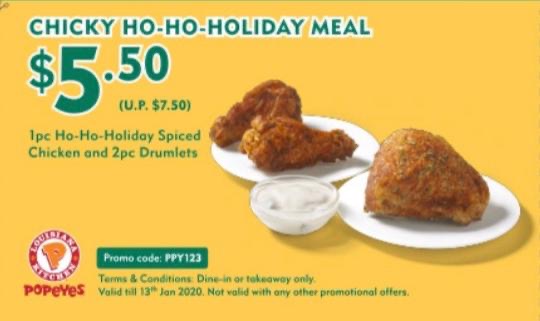 CHICKY HO-HO-HOLIDAY MEAL
$5.50
(U.P. $7.50)
1pc Ho-Ho-Holiday Spiced
Chicken and 2pc Drumlets
LOUISIANA
KITCHEN
POPEYES
Promo code: PPY123
Terms & Conditions: Dine-in or takeaway only.
Valid till 13th Jan 2020. Not valid with any other promotional offers.